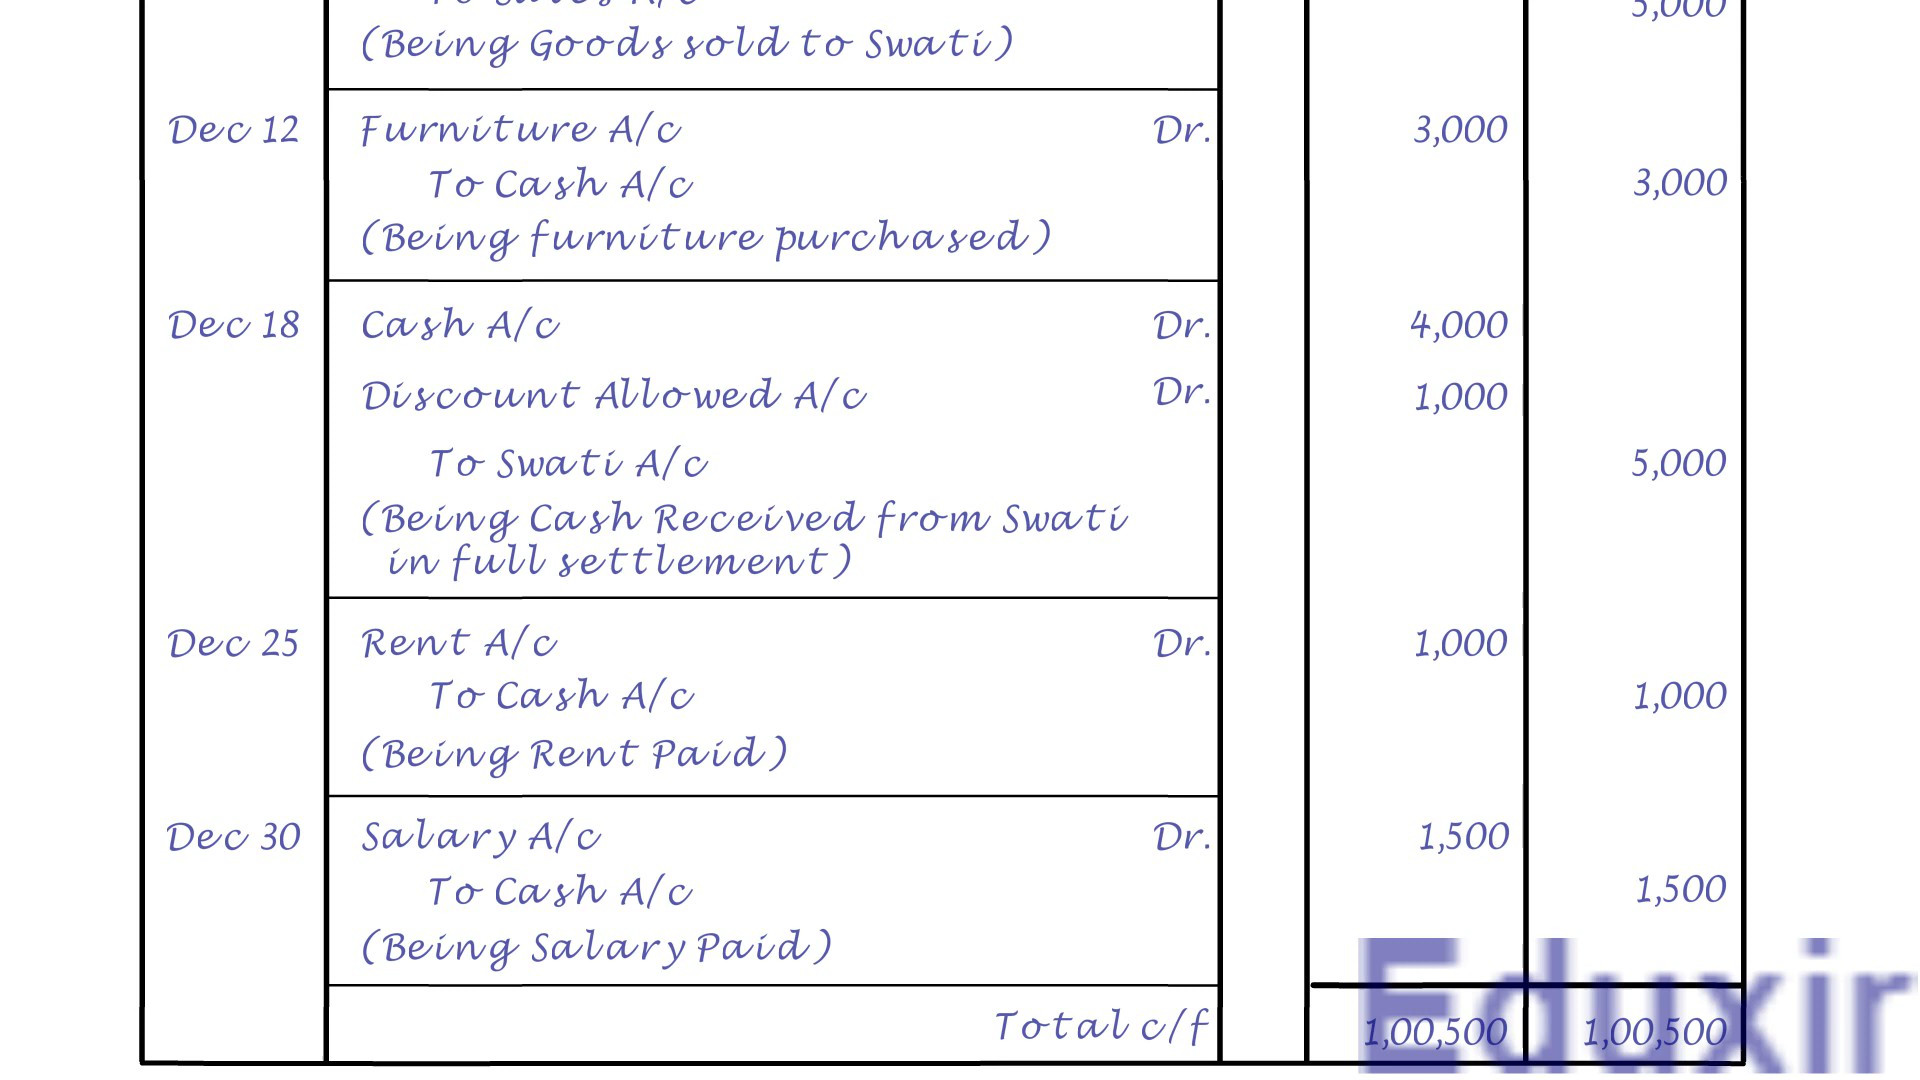 To Sales A/c 5,000
(Being Goods sold to Swati)
Dec 12 Furniture A/c Dr. 3,000
To Cash A/c 3,000
(Being furniture purchased)
Dec 18 Cash A/c Dr. 4,000
Discount Allowed A/c Dr. 1,000
To Swati A/c 5,000
(Being Cash Received from Swati
in full settlement)
Dec 25 Rent A/c Dr. 1,000
To Cash A/c 1,000
(Being Rent Paid)
Dec 30 Salary A/c Dr. 1,500
To Cash A/c 1,500
(Being Salary Paid)
Total c/f 1,00,500 1,00,500
Eduxir